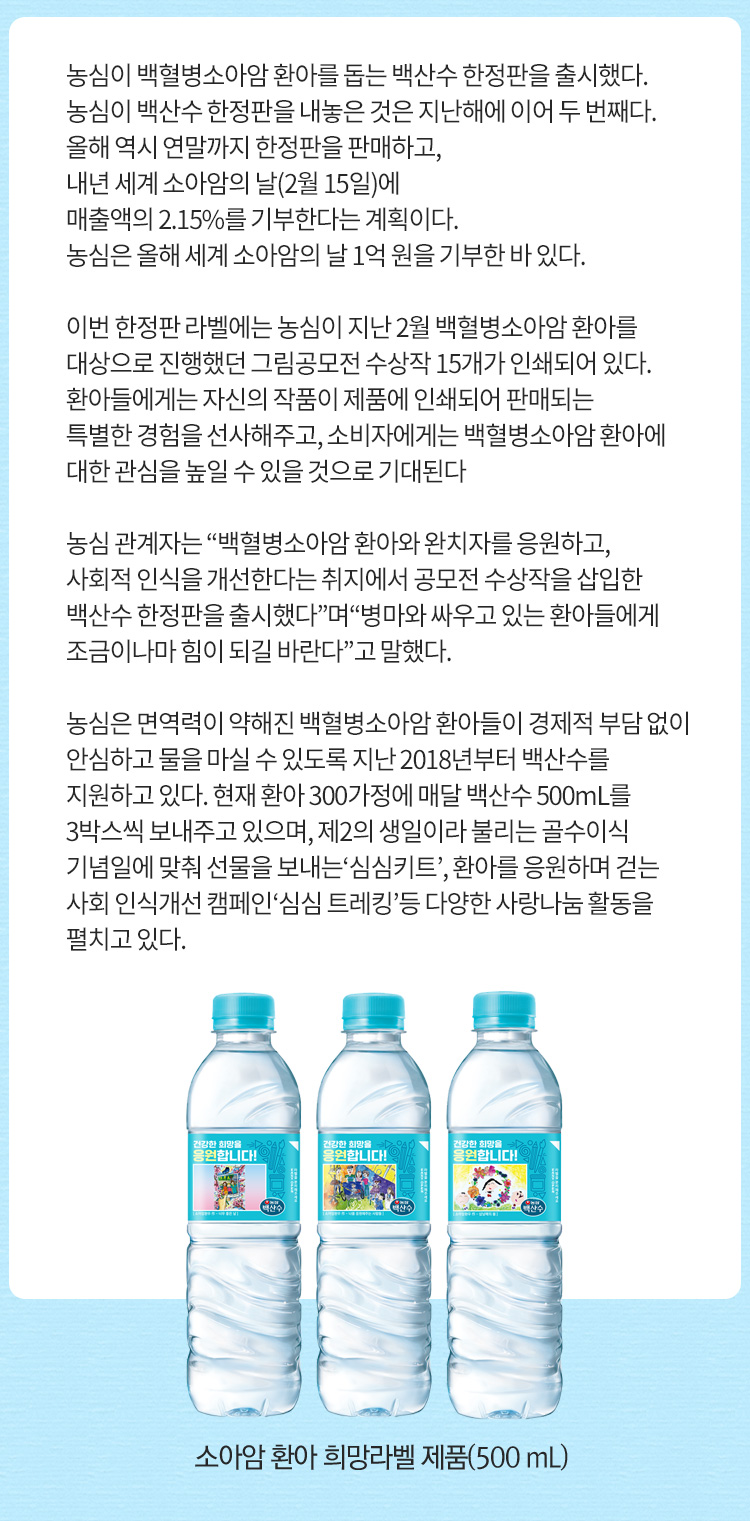 농심이 백혈병소아암 환아를 돕는 백산수 한정판을 출시했다.
농심이 백산수 한정판을 내놓은 것은 지난해에 이어 두 번째다.
올해 역시 연말까지 한정판을 판매하고,
내년 세계 소아암의 날(2월 15일)에
매출액의 2.15%를 기부한다는 계획이다.
농심은 올해 세계 소아암의 날 1억 원을 기부한 바 있다.
이번 한정판 라벨에는 농심이 지난 2월 백혈병소아암 환아를
대상으로 진행했던 그림공모전 수상작 15개가 인쇄되어 있다.
환아들에게는 자신의 작품이 제품에 인쇄되어 판매되는
특별한 경험을 선사해주고, 소비자에게는 백혈병소아암 환아에
대한 관심을 높일 수 있을 것으로 기대된다
농심 관계자는 “백혈병소아암 환아와 완치자를 응원하고,
사회적 인식을 개선한다는 취지에서 공모전 수상작을 삽입한
백산수 한정판을 출시했다”며“병마와 싸우고 있는 환아들에게
조금이나마 힘이 되길 바란다”고 말했다.
농심은 면역력이 약해진 백혈병소아암 환아들이 경제적 부담 없이
안심하고 물을 마실 수 있도록 지난 2018년부터 백산수를
지원하고 있다. 현재 환아 300가정에 매달 백산수 500mL를
3박스씩 보내주고 있으며, 제2의 생일이라 불리는 골수이식
기념일에 맞춰 선물을 보내는‘심심키트’, 환아를 응원하며 걷는
사회 인식개선 캠페인‘심심 트레킹’등 다양한 사랑나눔 활동을
펼치고 있다.
건강한 희망을
응원합니다!
농심
백산수
건강한 희망을
응원합니다!
농심
백산수
건강한 희망을
응원합니다!
농심
백산수
소아암 환아 희망라벨 제품(500 mL)